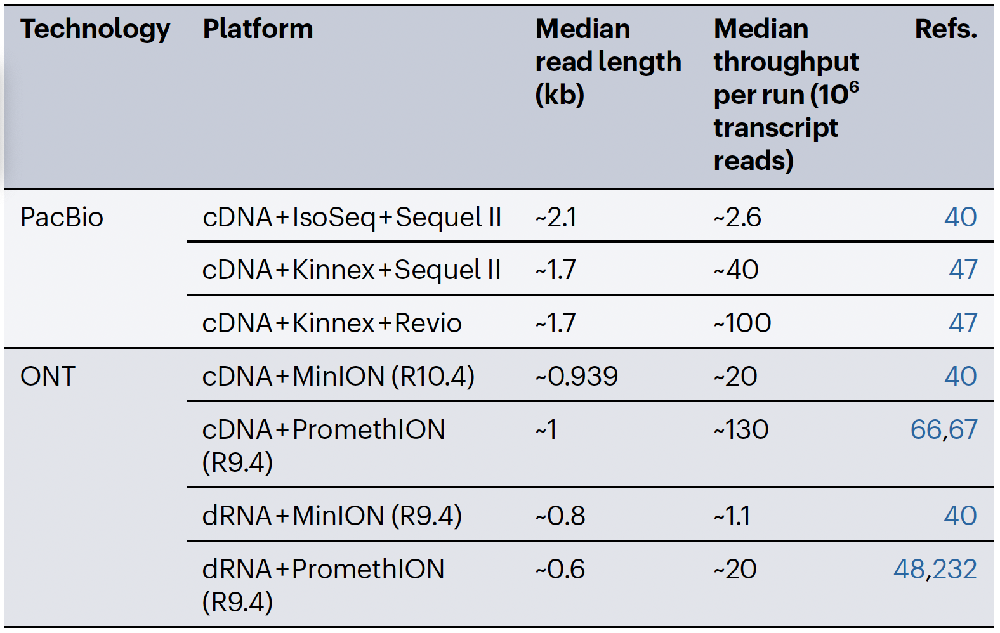 Technology Platform Median read length (kb) Median throughput per run (10⁶ transcript reads) Refs.
PacBio cDNA+IsoSeq+Sequel II ~2.1 ~2.6 40
cDNA+Kinnex+Sequel II ~1.7 ~40 47
cDNA+Kinnex+Revio ~1.7 ~100 47
ONT cDNA+MinION (R10.4) ~0.939 ~20 40
cDNA+PromethION (R9.4) ~1 ~130 66,67
dRNA+MinION (R9.4) ~0.8 ~1.1 40
dRNA+PromethION (R9.4) ~0.6 ~20 48,232